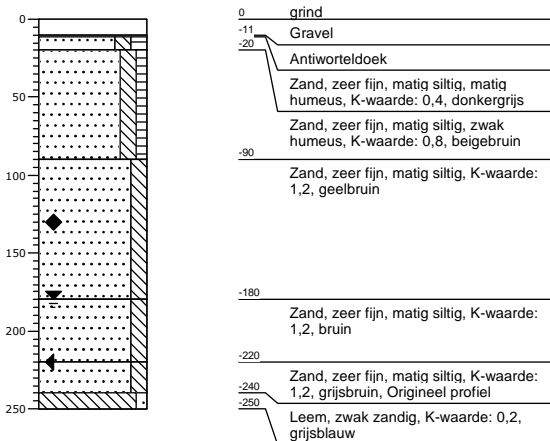 0
50
100
150
200
250
0 grind
-11 Gravel
-20
Antiworteldoek
Zand, zeer fijn, matig siltig, matig
humeus, K-waarde: 0,4, donkergrijs
Zand, zeer fijn, matig siltig, zwak
humeus, K-waarde: 0,8, beigebruin
-90
Zand, zeer fijn, matig siltig, K-waarde:
1,2, geelbruin
-180
Zand, zeer fijn, matig siltig, K-waarde:
1,2, bruin
-220
Zand, zeer fijn, matig siltig, K-waarde:
1,2, grijsbruin, Origineel profiel
-240
-250
Leem, zwak zandig, K-waarde: 0,2,
grijsblauw